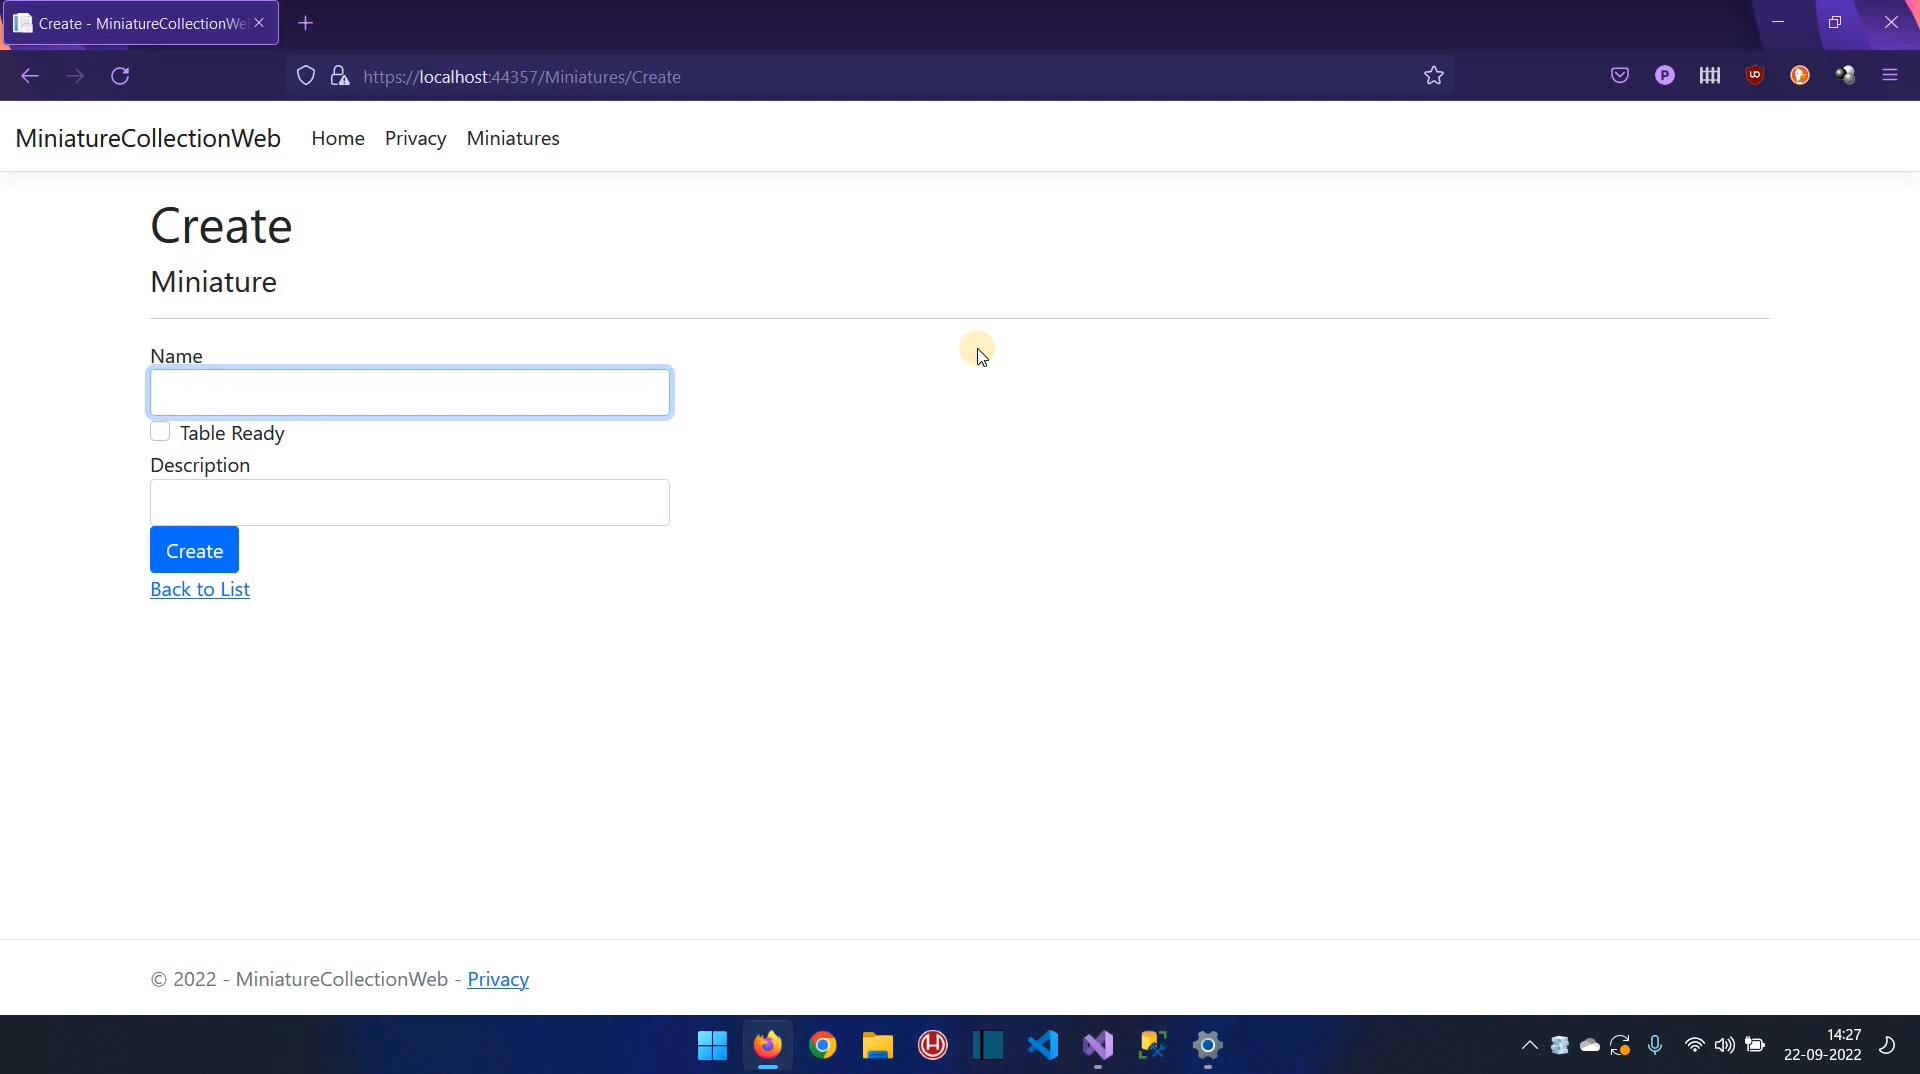 Create - MiniatureCollectionWe
https://localhost:44357/Miniatures/Create
MiniatureCollectionWeb Home Privacy Miniatures
Create
Miniature
Name
Table Ready
Description
Create
Back to List
© 2022 - MiniatureCollectionWeb - Privacy
14:27
22-09-2022